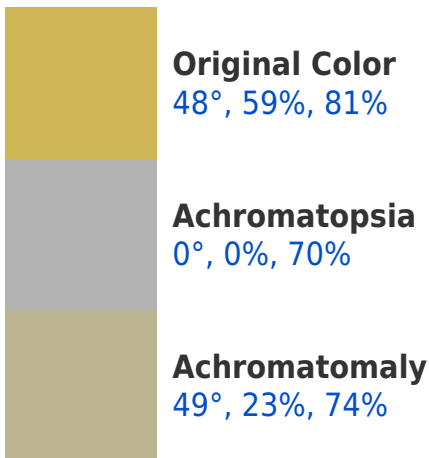 Original Color
48°, 59%, 81%
Achromatopsia
0°, 0%, 70%
Achromatomaly
49°, 23%, 74%